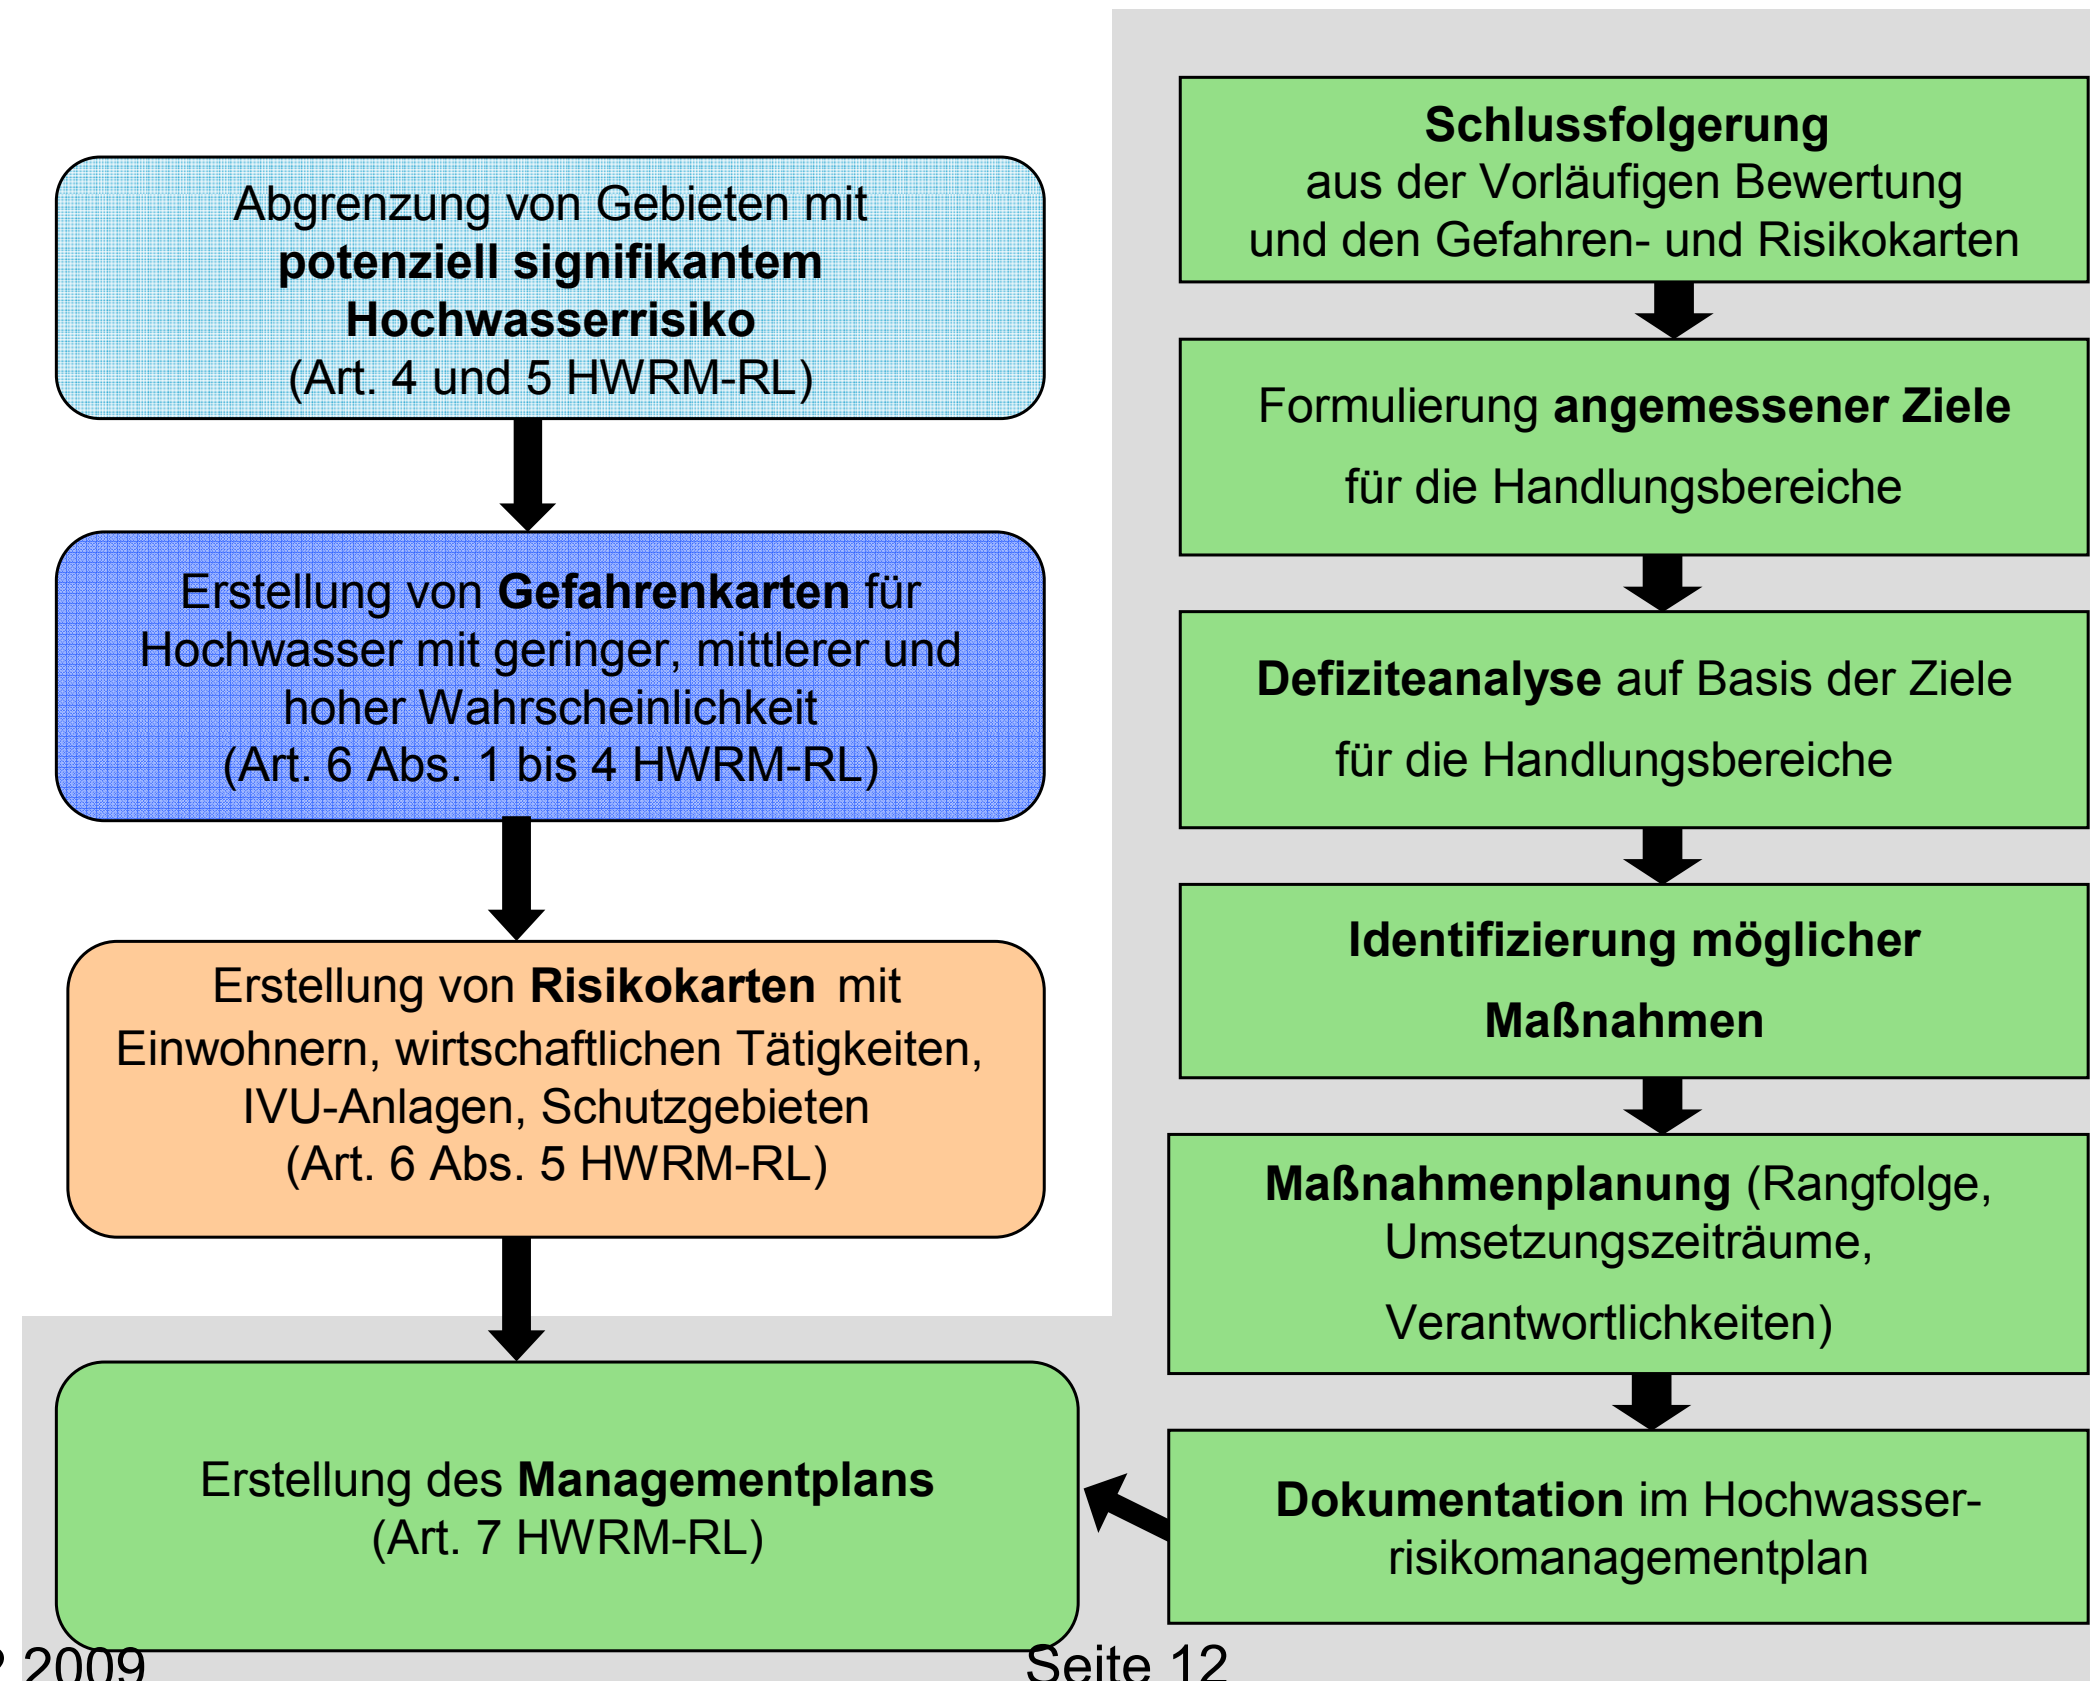 Abgrenzung von Gebieten mit
potenziell signifikantem
Hochwasserrisiko
(Art. 4 und 5 HWRM-RL)
Erstellung von Gefahrenkarten für
Hochwasser mit geringer, mittlerer und
hoher Wahrscheinlichkeit
(Art. 6 Abs. 1 bis 4 HWRM-RL)
Erstellung von Risikokarten mit
Einwohnern, wirtschaftlichen Tätigkeiten,
IVU-Anlagen, Schutzgebieten
(Art. 6 Abs. 5 HWRM-RL)
Erstellung des Managementplans
(Art. 7 HWRM-RL)
Schlussfolgerung
aus der Vorläufigen Bewertung
und den Gefahren- und Risikokarten
Formulierung angemessener Ziele
für die Handlungsbereiche
Defiziteanalyse auf Basis der Ziele
für die Handlungsbereiche
Identifizierung möglicher
Maßnahmen
Maßnahmenplanung (Rangfolge,
Umsetzungszeiträume,
Verantwortlichkeiten)
Dokumentation im Hochwasser-
risikomanagementplan
2009
Seite 12